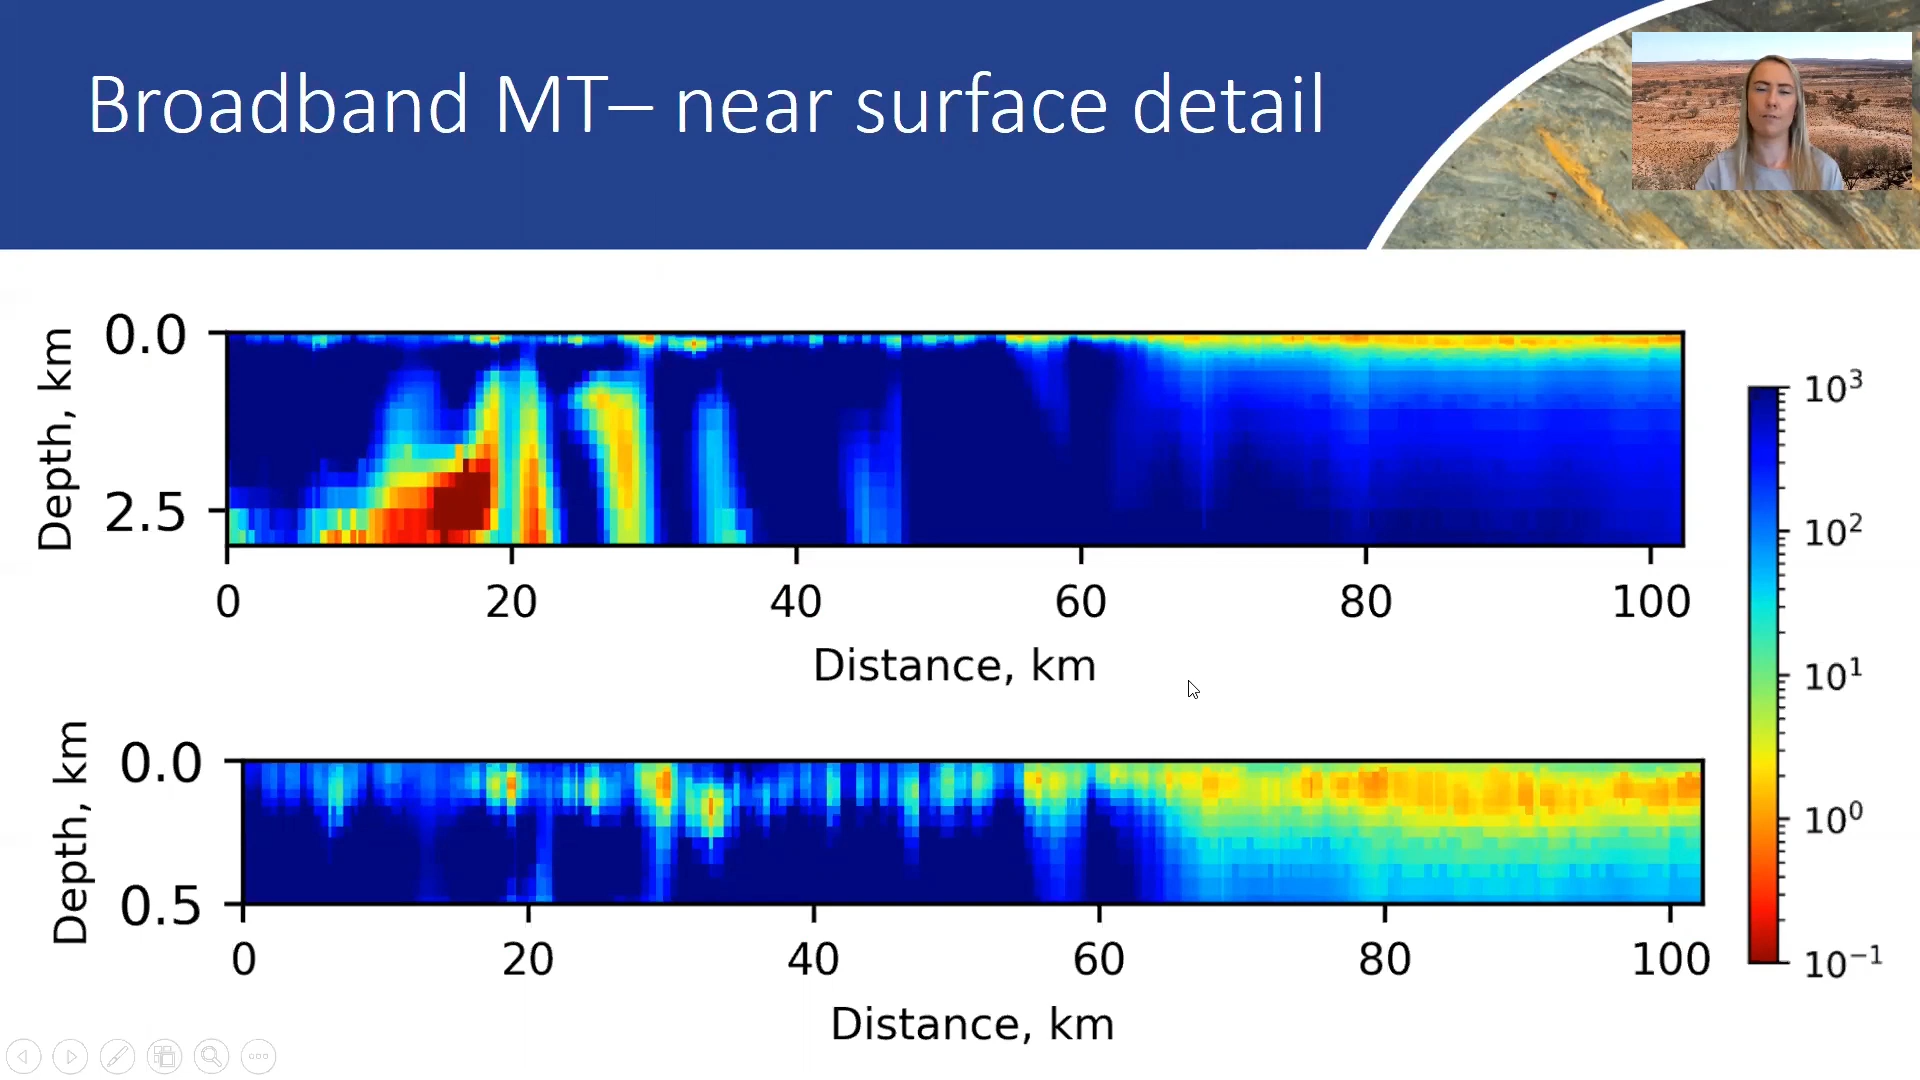 Broadband MT– near surface detail
Depth, km
0.0
2.5
0 20 40 60 80 100
Distance, km
10³
10²
10¹
10⁰
10⁻¹
Depth, km
0.0
0.5
0 20 40 60 80 100
Distance, km